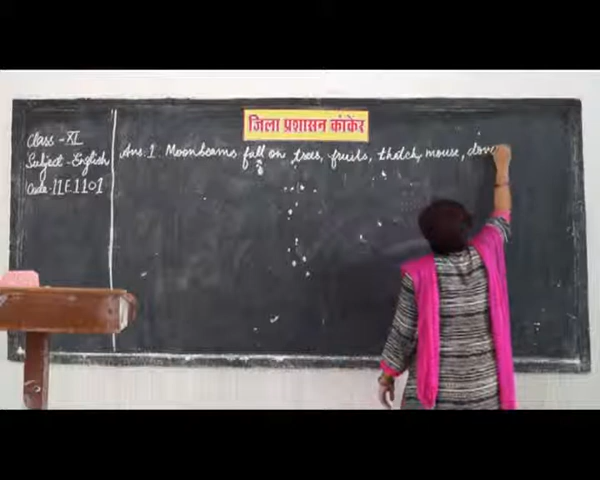 जिला प्रशासन कांकेर
Class - XI
Subject - English
Code : 11E1101
Ans. 1. Moonbeams fall on trees, fruits, thatch, mouse, dove